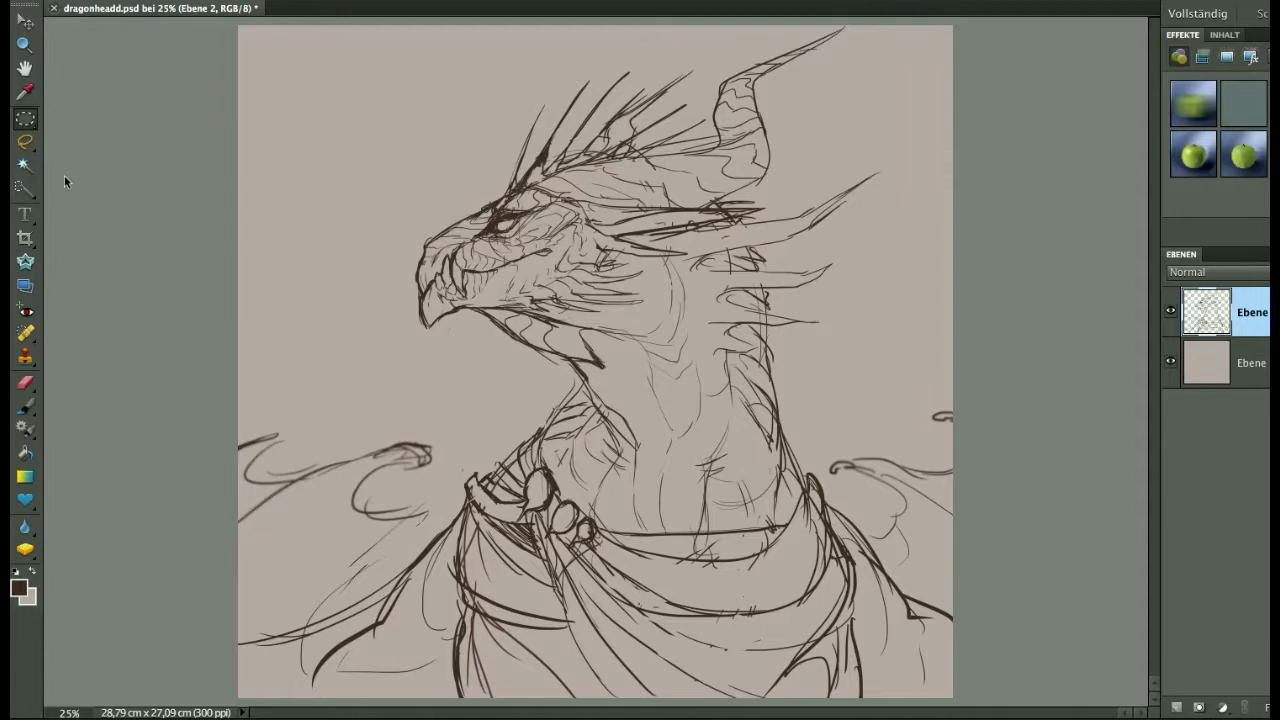 dragonheadd.psd bei 25% (Ebene 2, RGB/8) *
Vollständig
Sc
EFFEKTE INHALT
EBENEN
Normal
Ebene
Ebene
25% 28,79 cm x 27,09 cm (300 ppi)
F